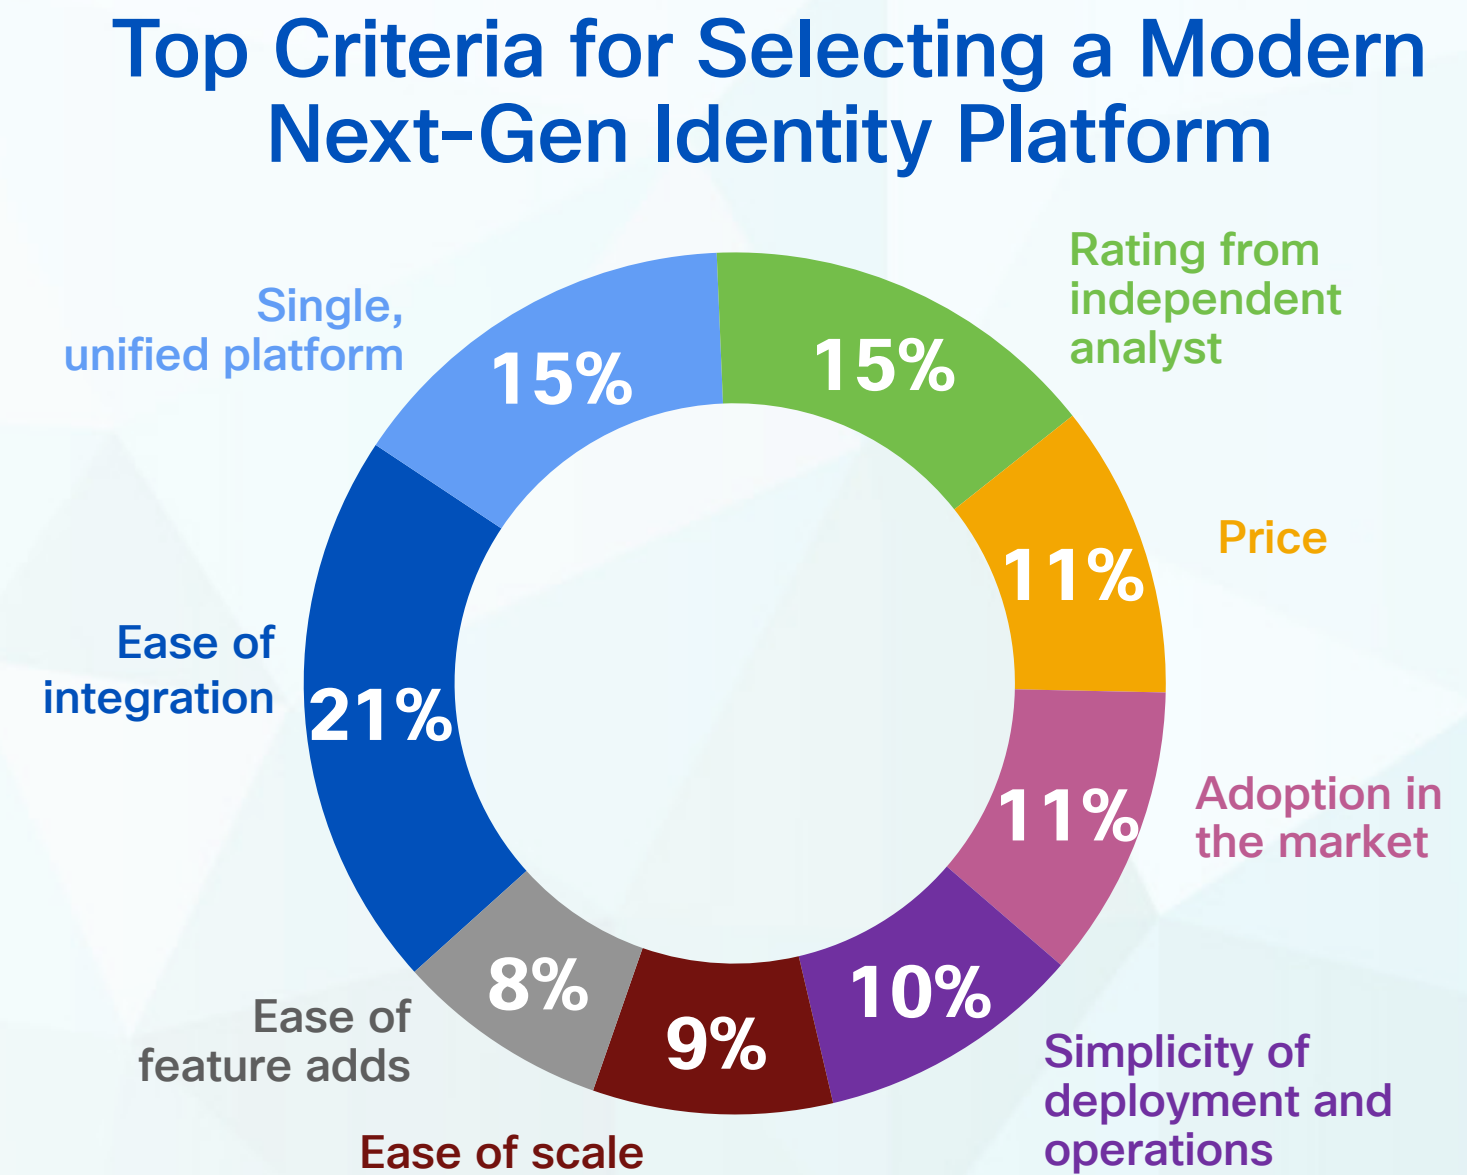 Top Criteria for Selecting a Modern
Next-Gen Identity Platform
Single,
unified platform
15%
15%
Rating from
independent
analyst
11%
Price
Ease of
integration
21%
11%
Adoption in
the market
8%
Ease of
feature adds
9%
Ease of scale
10%
Simplicity of
deployment and
operations